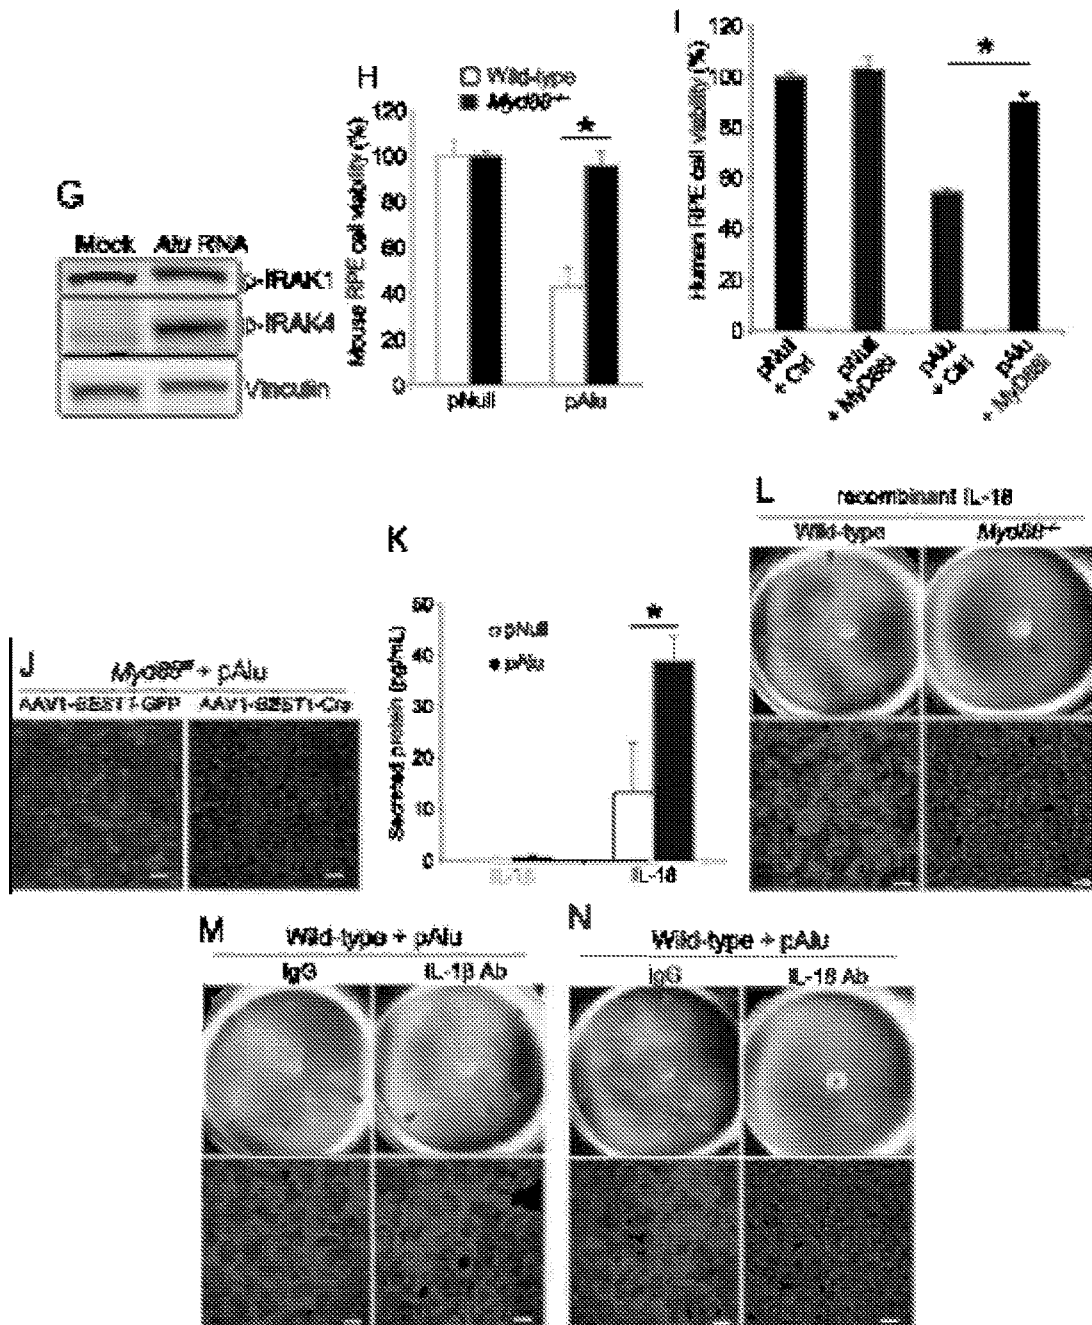 G
Mock Alu RNA
p-IRAK1
p-IRAK4
Vinculin
H
Wild-type
Myd88-/-
Mouse RPE cell viability (%)
120
100
80
60
40
20
0
*
pNull pAlu
I
Human RPE cell viability (%)
120
100
80
60
40
20
0
*
pNull + Ctrl
pNull + MyD88i
pAlu + Ctrl
pAlu + MyD88i
J
Myd88f/f + pAlu
AAV1-BEST1-GFP AAV1-BEST1-Cre
K
Secreted protein (pg/mL)
50
40
30
20
10
0
pNull
pAlu
*
IL-1β IL-18
L
recombinant IL-18
Wild-type Myd88-/-
M
Wild-type + pAlu
IgG IL-1β Ab
N
Wild-type + pAlu
IgG IL-18 Ab